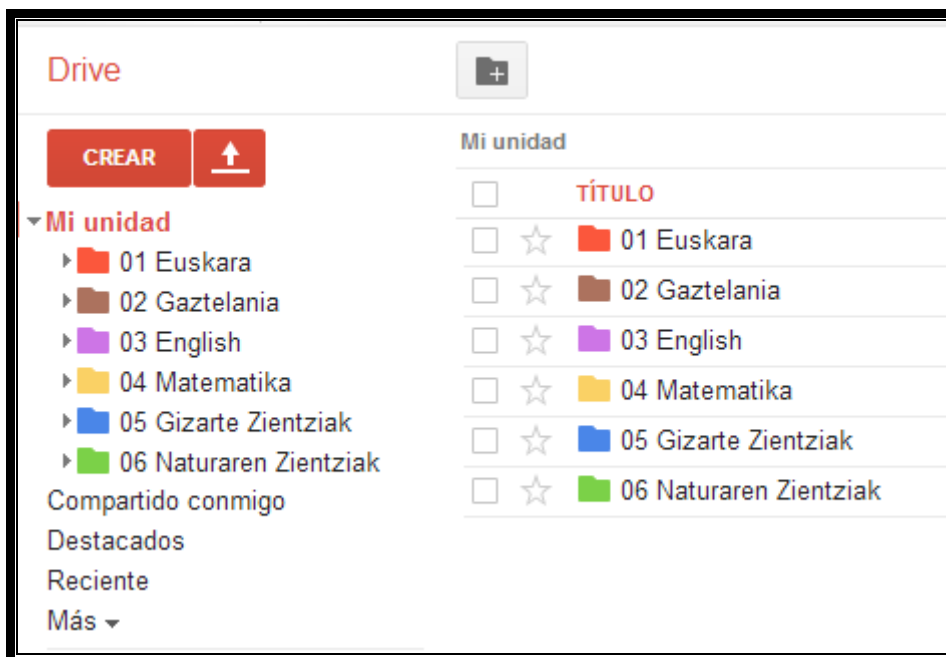 Drive
CREAR
Mi unidad
01 Euskara
02 Gaztelania
03 English
04 Matematika
05 Gizarte Zientziak
06 Naturaren Zientziak
Compartido conmigo
Destacados
Reciente
Más
Mi unidad
TÍTULO
01 Euskara
02 Gaztelania
03 English
04 Matematika
05 Gizarte Zientziak
06 Naturaren Zientziak